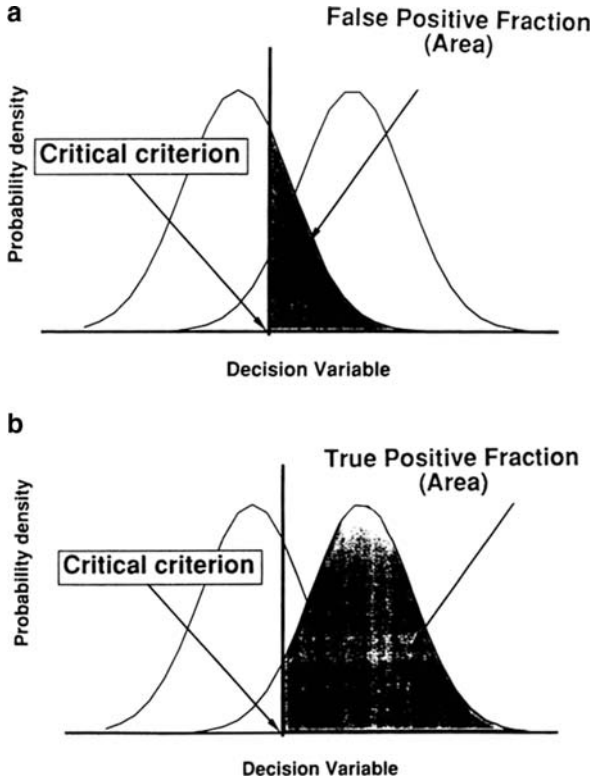 a
False Positive Fraction
(Area)
Critical criterion
Probability density
Decision Variable
b
True Positive Fraction
(Area)
Critical criterion
Probability density
Decision Variable